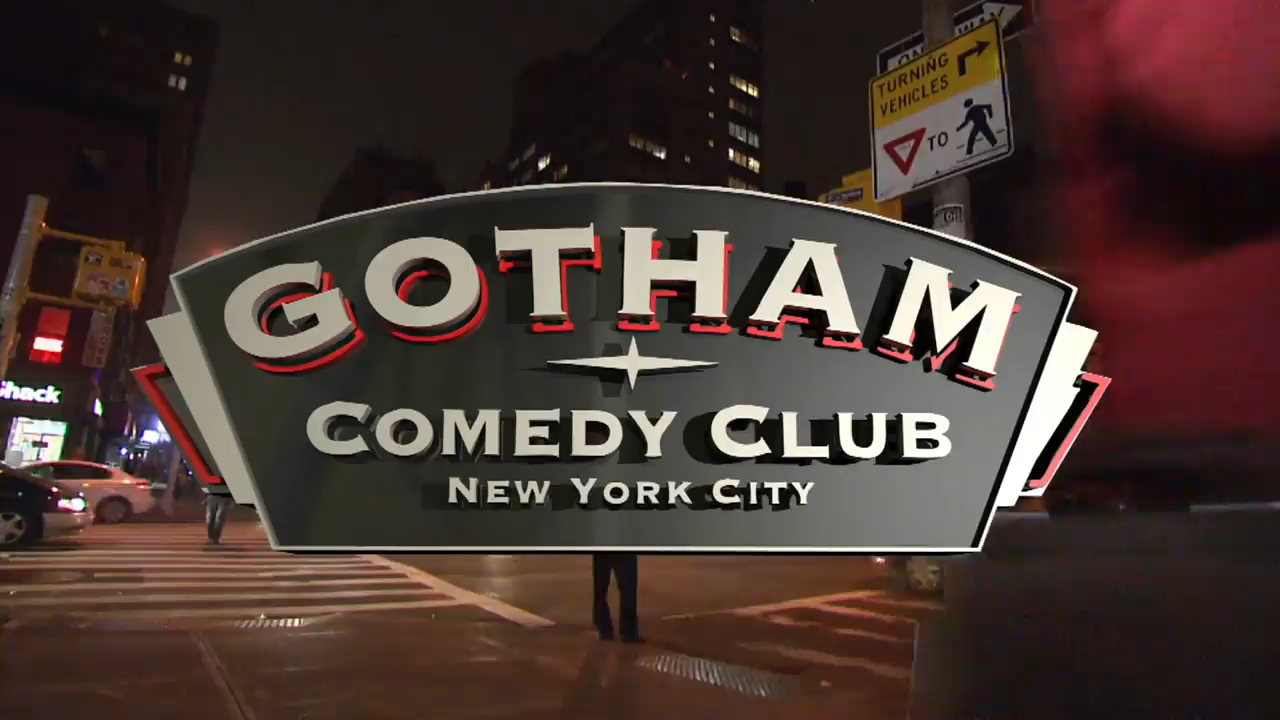 ONE WAY
TURNING
VEHICLES
TO
GOTHAM
COMEDY CLUB
NEW YORK CITY
Shack